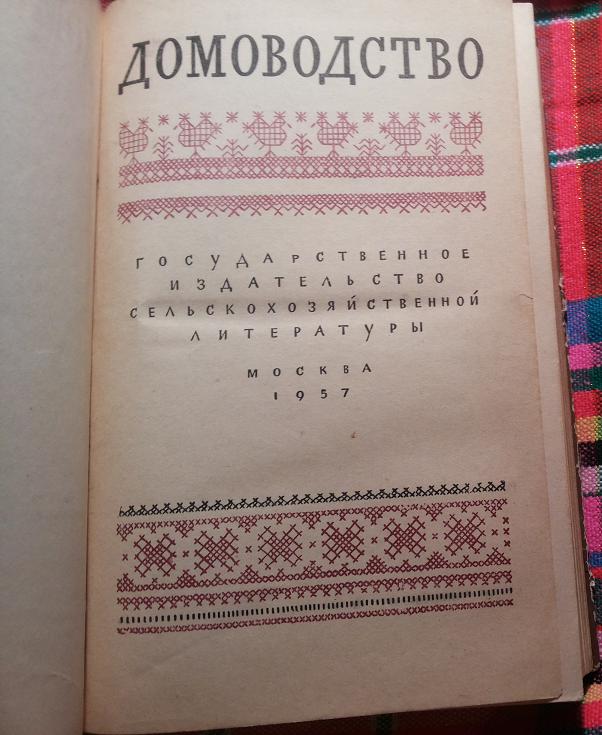 ДОМОВОДСТВО
ГОСУДАРСТВЕННОЕ
ИЗДАТЕЛЬСТВО
СЕЛЬСКОХОЗЯЙСТВЕННОЙ
ЛИТЕРАТУРЫ
МОСКВА
1957